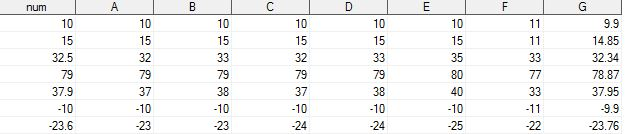 num A B C D E F G
10 10 10 10 10 10 11 9.9
15 15 15 15 15 15 11 14.85
32.5 32 33 32 33 35 33 32.34
79 79 79 79 79 80 77 78.87
37.9 37 38 37 38 40 33 37.95
-10 -10 -10 -10 -10 -10 -11 -9.9
-23.6 -23 -23 -24 -24 -25 -22 -23.76